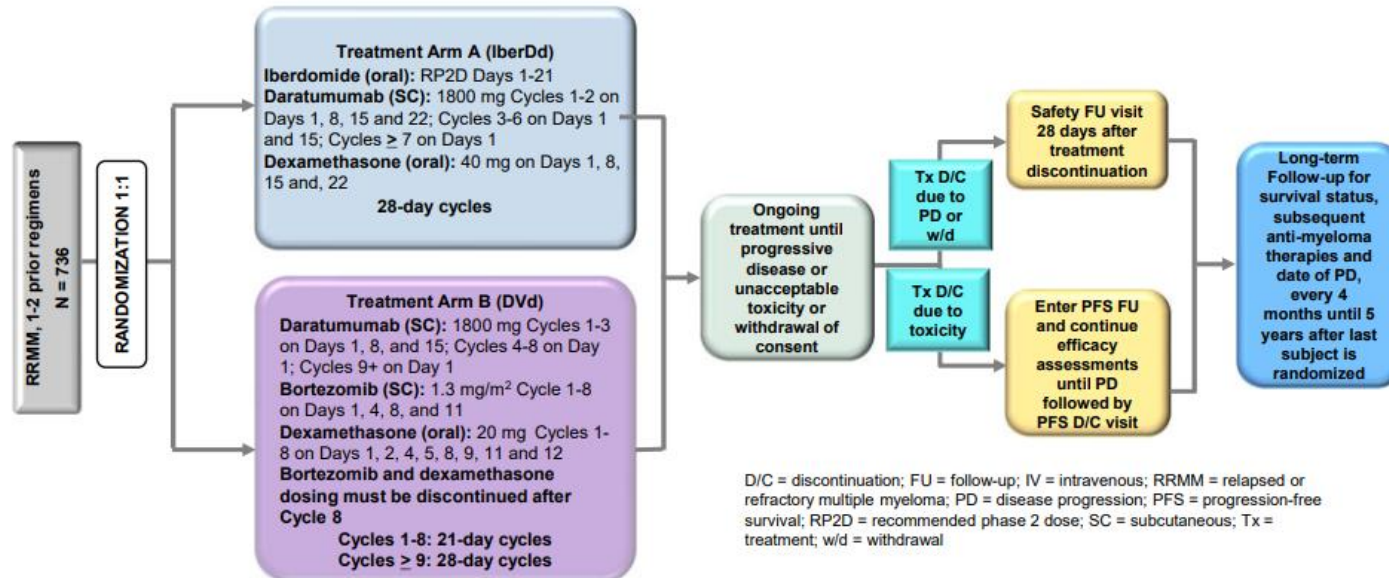 RRMM, 1-2 prior regimens
N = 736
RANDOMIZATION 1:1
Treatment Arm A (IberDd)
Iberdomide (oral): RP2D Days 1-21
Daratumumab (SC): 1800 mg Cycles 1-2 on
Days 1, 8, 15 and 22; Cycles 3-6 on Days 1
and 15; Cycles ≥ 7 on Days 1
Dexamethasone (oral): 40 mg on Days 1, 8,
15 and, 22
28-day cycles
Treatment Arm B (DVd)
Daratumumab (SC): 1800 mg Cycles 1-3
on Days 1, 8, and 15; Cycles 4-8 on Day
1; Cycles 9+ on Day 1
Bortezomib (SC): 1.3 mg/m² Cycle 1-8
on Days 1, 4, 8, and 11
Dexamethasone (oral): 20 mg Cycles 1-
8 on Days 1, 2, 4, 5, 8, 9, 11 and 12
Bortezomib and dexamethasone
dosing must be discontinued after
Cycle 8
Cycles 1-8: 21-day cycles
Cycles ≥ 9: 28-day cycles
Ongoing
treatment until
progressive
disease or
unacceptable
toxicity or
withdrawal of
consent
Tx D/C
due to
PD or
w/d
Tx D/C
due to
toxicity
Safety FU visit
28 days after
treatment
discontinuation
Enter PFS FU
and continue
efficacy
assessments
until PD
followed by
PFS D/C visit
Long-term
Follow-up for
survival status,
subsequent
anti-myeloma
therapies and
date of PD,
every 4
months until 5
years after last
subject is
randomized
D/C = discontinuation; FU = follow-up; IV = intravenous; RRMM = relapsed or
refractory multiple myeloma; PD = disease progression; PFS = progression-free
survival; RP2D = recommended phase 2 dose; SC = subcutaneous; Tx =
treatment; w/d = withdrawal